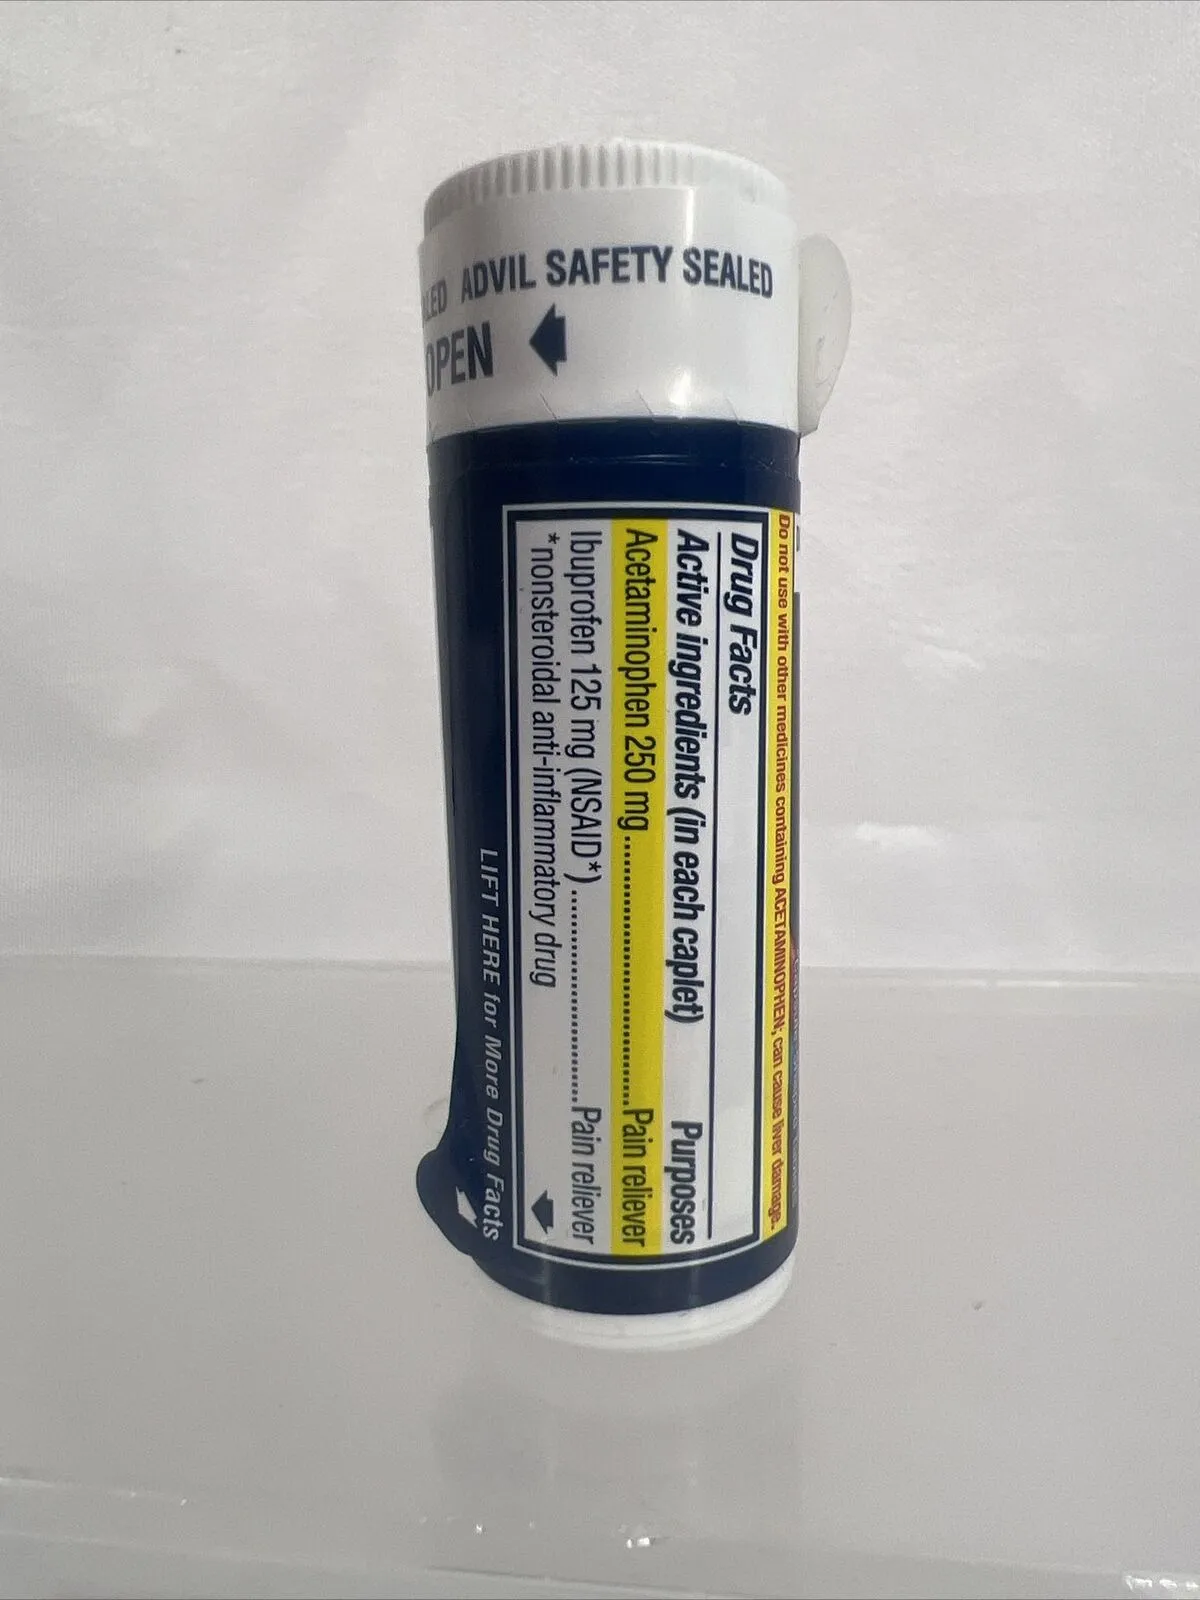 ADVIL SAFETY SEALED
OPEN
Do not use with other medicines containing ACETAMINOPHEN; can cause liver damage.
Drug Facts
Active ingredients (in each caplet) Purposes
Acetaminophen 250 mg....................Pain reliever
Ibuprofen 125 mg (NSAID*)....................Pain reliever
*nonsteroidal anti-inflammatory drug
LIFT HERE for More Drug Facts